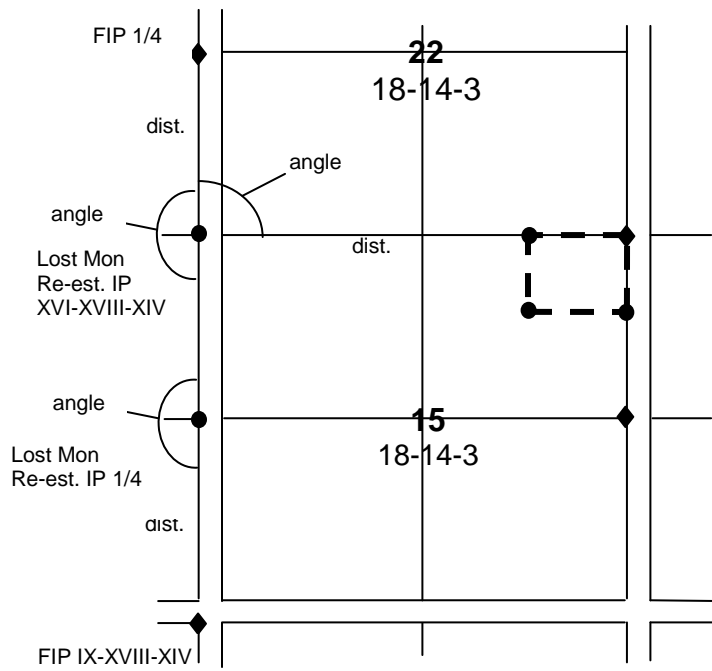 FIP 1/4
22
18-14-3
dist.
angle
angle
dist.
Lost Mon
Re-est. IP
XVI-XVIII-XIV
angle
15
18-14-3
Lost Mon
Re-est. IP 1/4
dist.
FIP IX-XVIII-XIV